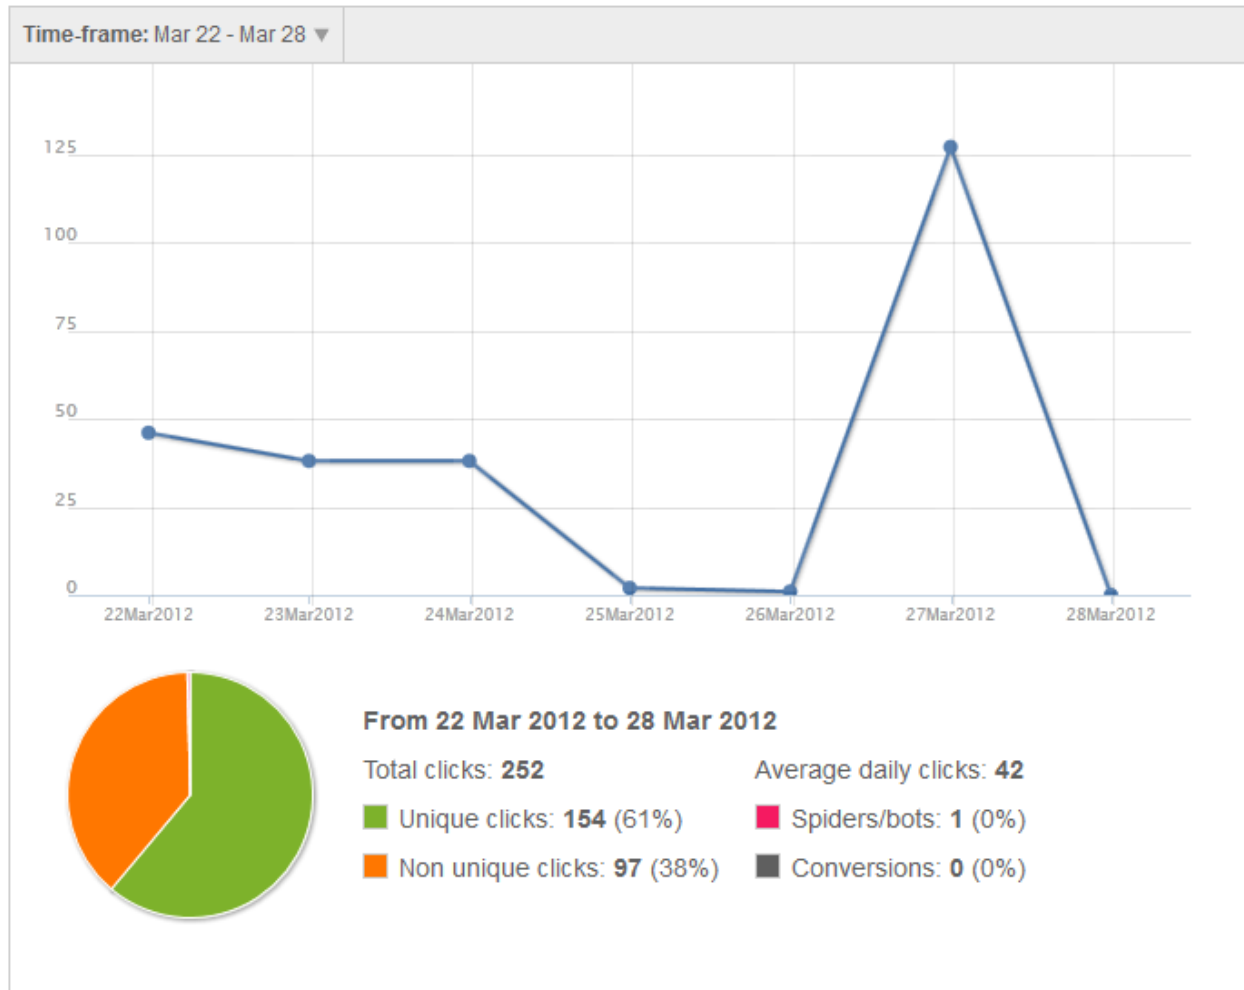 Time-frame: Mar 22 - Mar 28 ▼
125
100
75
50
25
0
22Mar2012 23Mar2012 24Mar2012 25Mar2012 26Mar2012 27Mar2012 28Mar2012
From 22 Mar 2012 to 28 Mar 2012
Total clicks: 252 Average daily clicks: 42
Unique clicks: 154 (61%) Spiders/bots: 1 (0%)
Non unique clicks: 97 (38%) Conversions: 0 (0%)